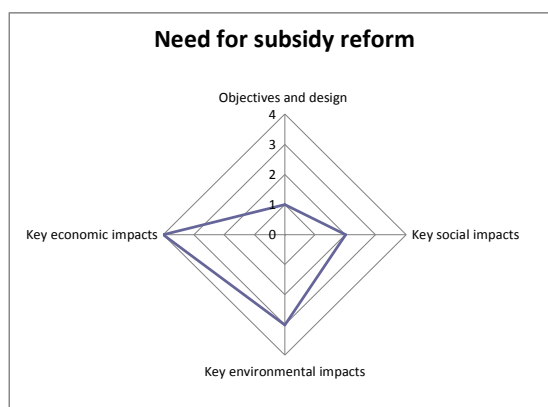 Need for subsidy reform
Objectives and design
4
3
2
1
0
Key economic impacts
Key social impacts
Key environmental impacts